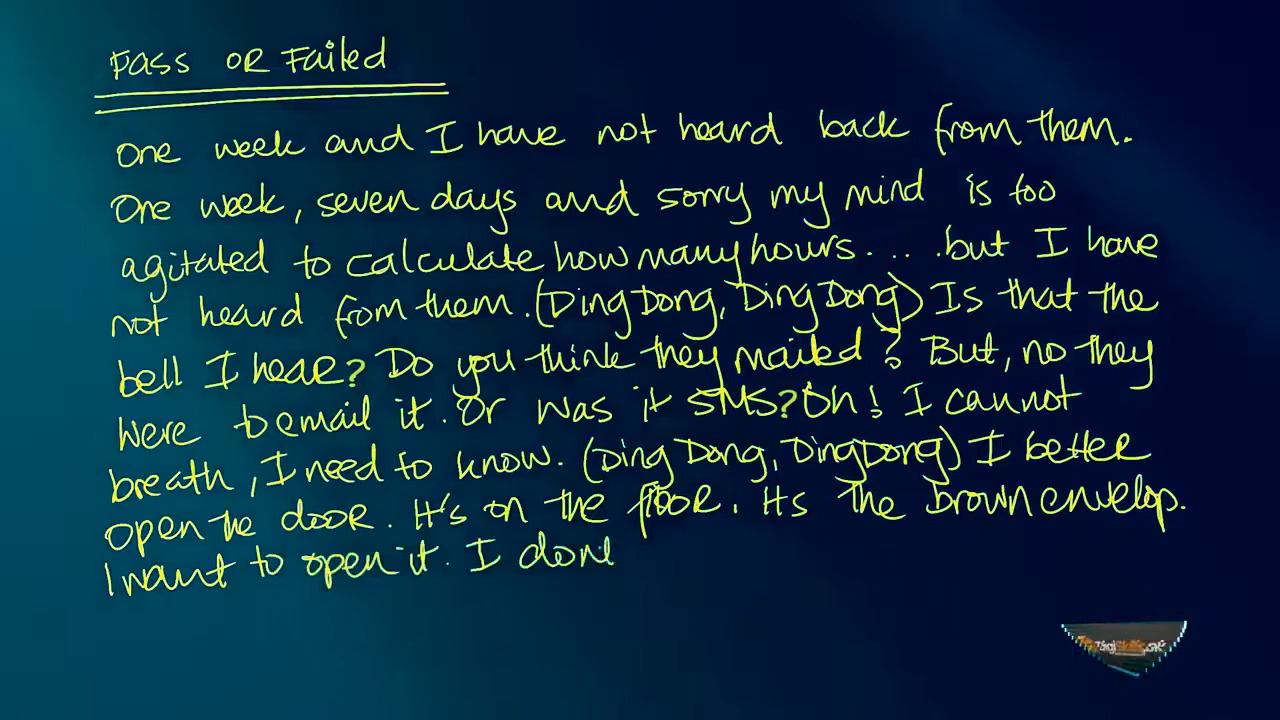 Pass OR Failed
One week and I have not heard back from them.
One week, seven days and sorry my mind is too
agitated to calculate how many hours.... but I have
not heard from them. (Ding Dong, Ding Dong) Is that the
bell I hear? Do you think they mailed? But, no they
were to email it. Or was it SMS? Oh! I cannot
breath, I need to know. (Ding Dong, Ding Dong) I better
open the door. It's on the floor. Its the brown envelop.
I want to open it. I dont